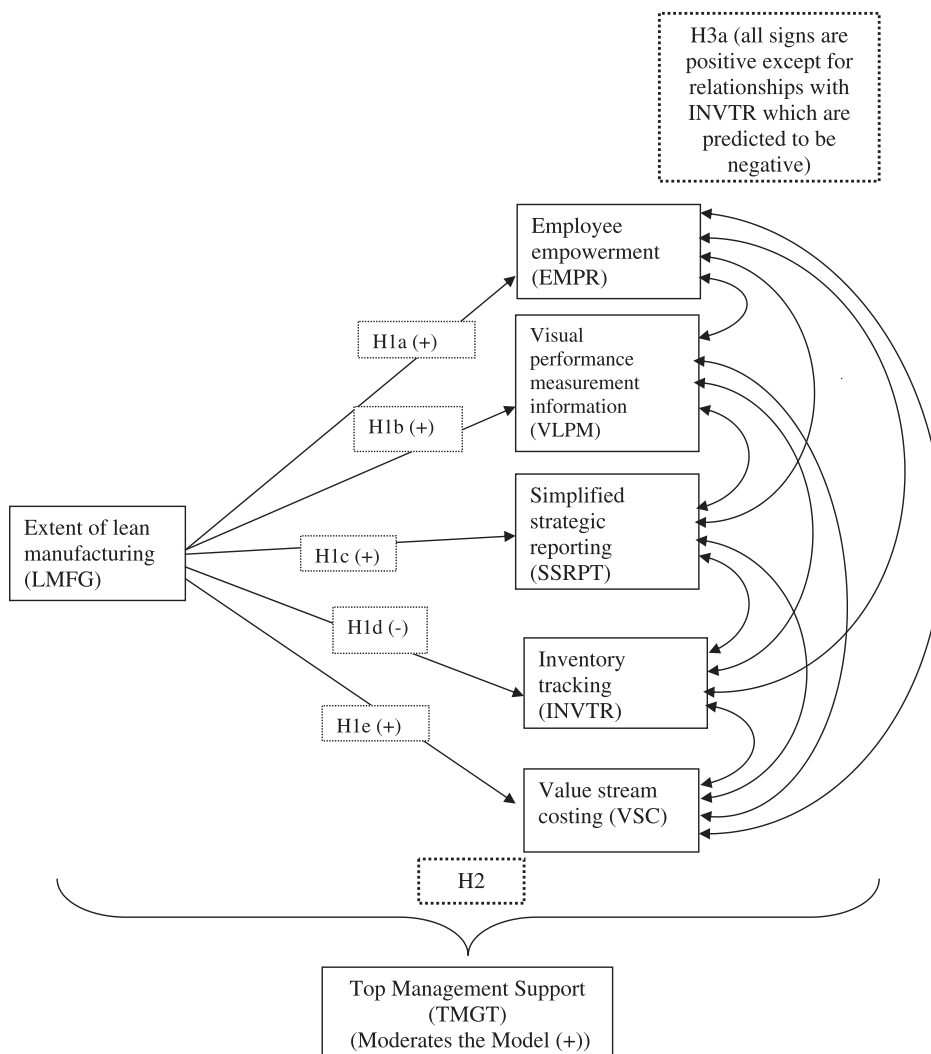 H3a (all signs are
positive except for
relationships with
INVTR which are
predicted to be
negative)
Employee
empowerment
(EMPR)
H1a (+)
Visual
performance
measurement
information
(VLPM)
H1b (+)
Simplified
strategic
reporting
(SSRPT)
Extent of lean
manufacturing
(LMFG)
H1c (+)
H1d (-)
Inventory
tracking
(INVTR)
H1e (+)
Value stream
costing (VSC)
H2
Top Management Support
(TMGT)
(Moderates the Model (+))